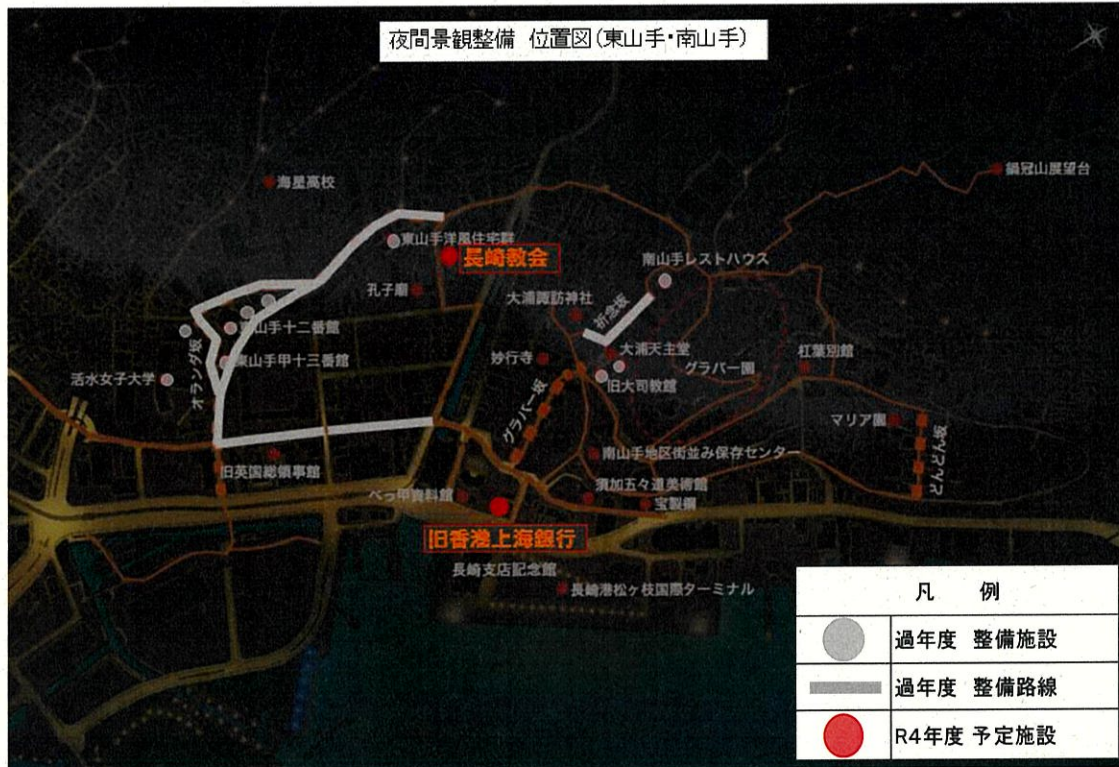 夜間景観整備 位置図(東山手・南山手)
海星高校
鍋冠山展望台
東山手洋風住宅群
長崎教会
南山手レストハウス
孔子廟
大浦諏訪神社
祈念坂
東山手十二番館
オランダ坂
東山手甲十三番館
活水女子大学
妙行寺
大浦天主堂
グラバー園
杠葉別館
旧大司教館
グラバー坂
マリア園
どんどん坂
旧英国総領事館
南山手地区街並み保存センター
べっ甲資料館
須加五々道美術館
宝製綱
旧香港上海銀行
長崎支店記念館
長崎港松ヶ枝国際ターミナル
凡 例
過年度 整備施設
過年度 整備路線
R4年度 予定施設